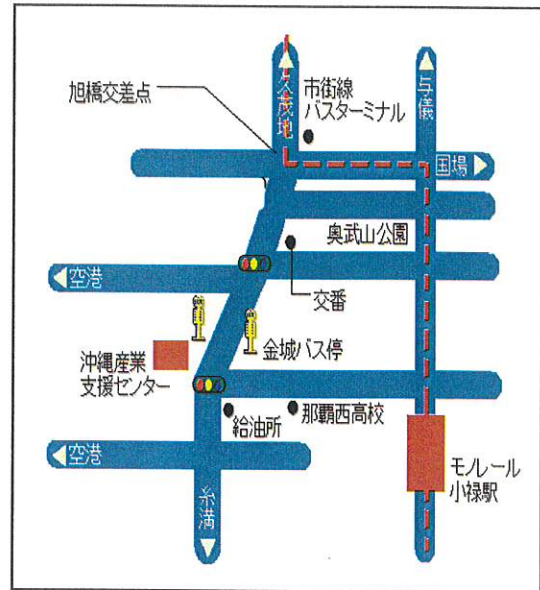 久茂地
旭橋交差点
市街線
バスターミナル
与儀
国場
奥武山公園
空港
交番
金城バス停
沖縄産業
支援センター
給油所
那覇西高校
空港
モノレール
小禄駅
糸満